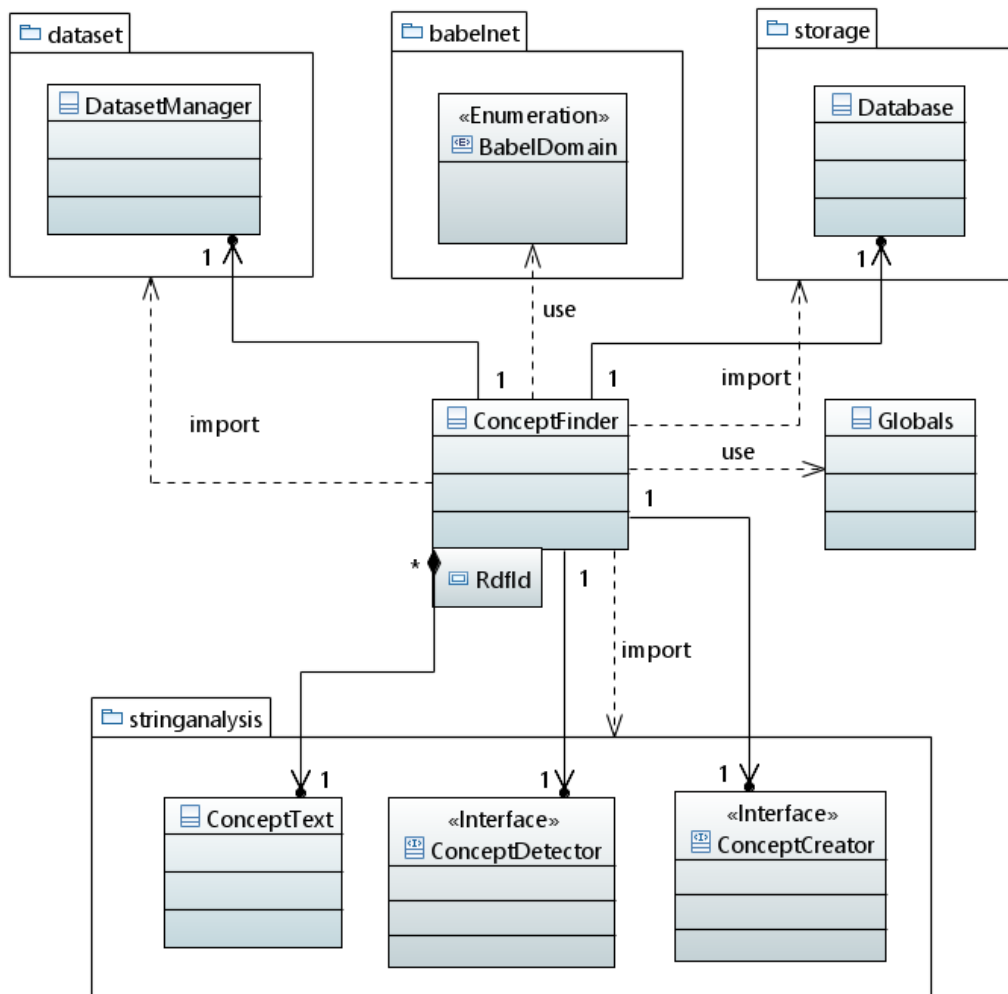 dataset
babelnet
storage
DatasetManager
«Enumeration»
BabelDomain
Database
1
1
use
1
1
import
import
ConceptFinder
Globals
use
1
*
RdfId
1
import
stringanalysis
1
1
1
ConceptText
«Interface»
ConceptDetector
«Interface»
ConceptCreator